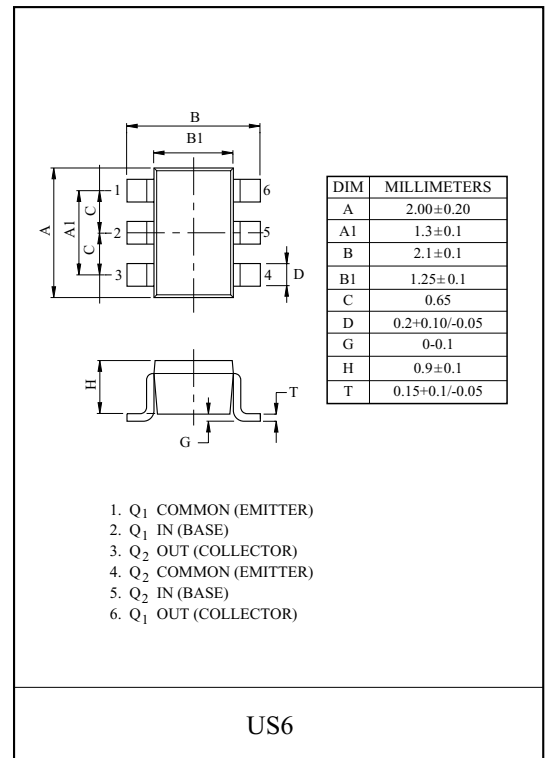 B
B1
1
6
A
A1
C
2
5
C
3
4
D
DIM MILLIMETERS
A 2.00±0.20
A1 1.3±0.1
B 2.1±0.1
B1 1.25±0.1
C 0.65
D 0.2+0.10/-0.05
G 0-0.1
H 0.9±0.1
T 0.15+0.1/-0.05
H
T
G
1. Q1 COMMON (EMITTER)
2. Q1 IN (BASE)
3. Q2 OUT (COLLECTOR)
4. Q2 COMMON (EMITTER)
5. Q2 IN (BASE)
6. Q1 OUT (COLLECTOR)
US6